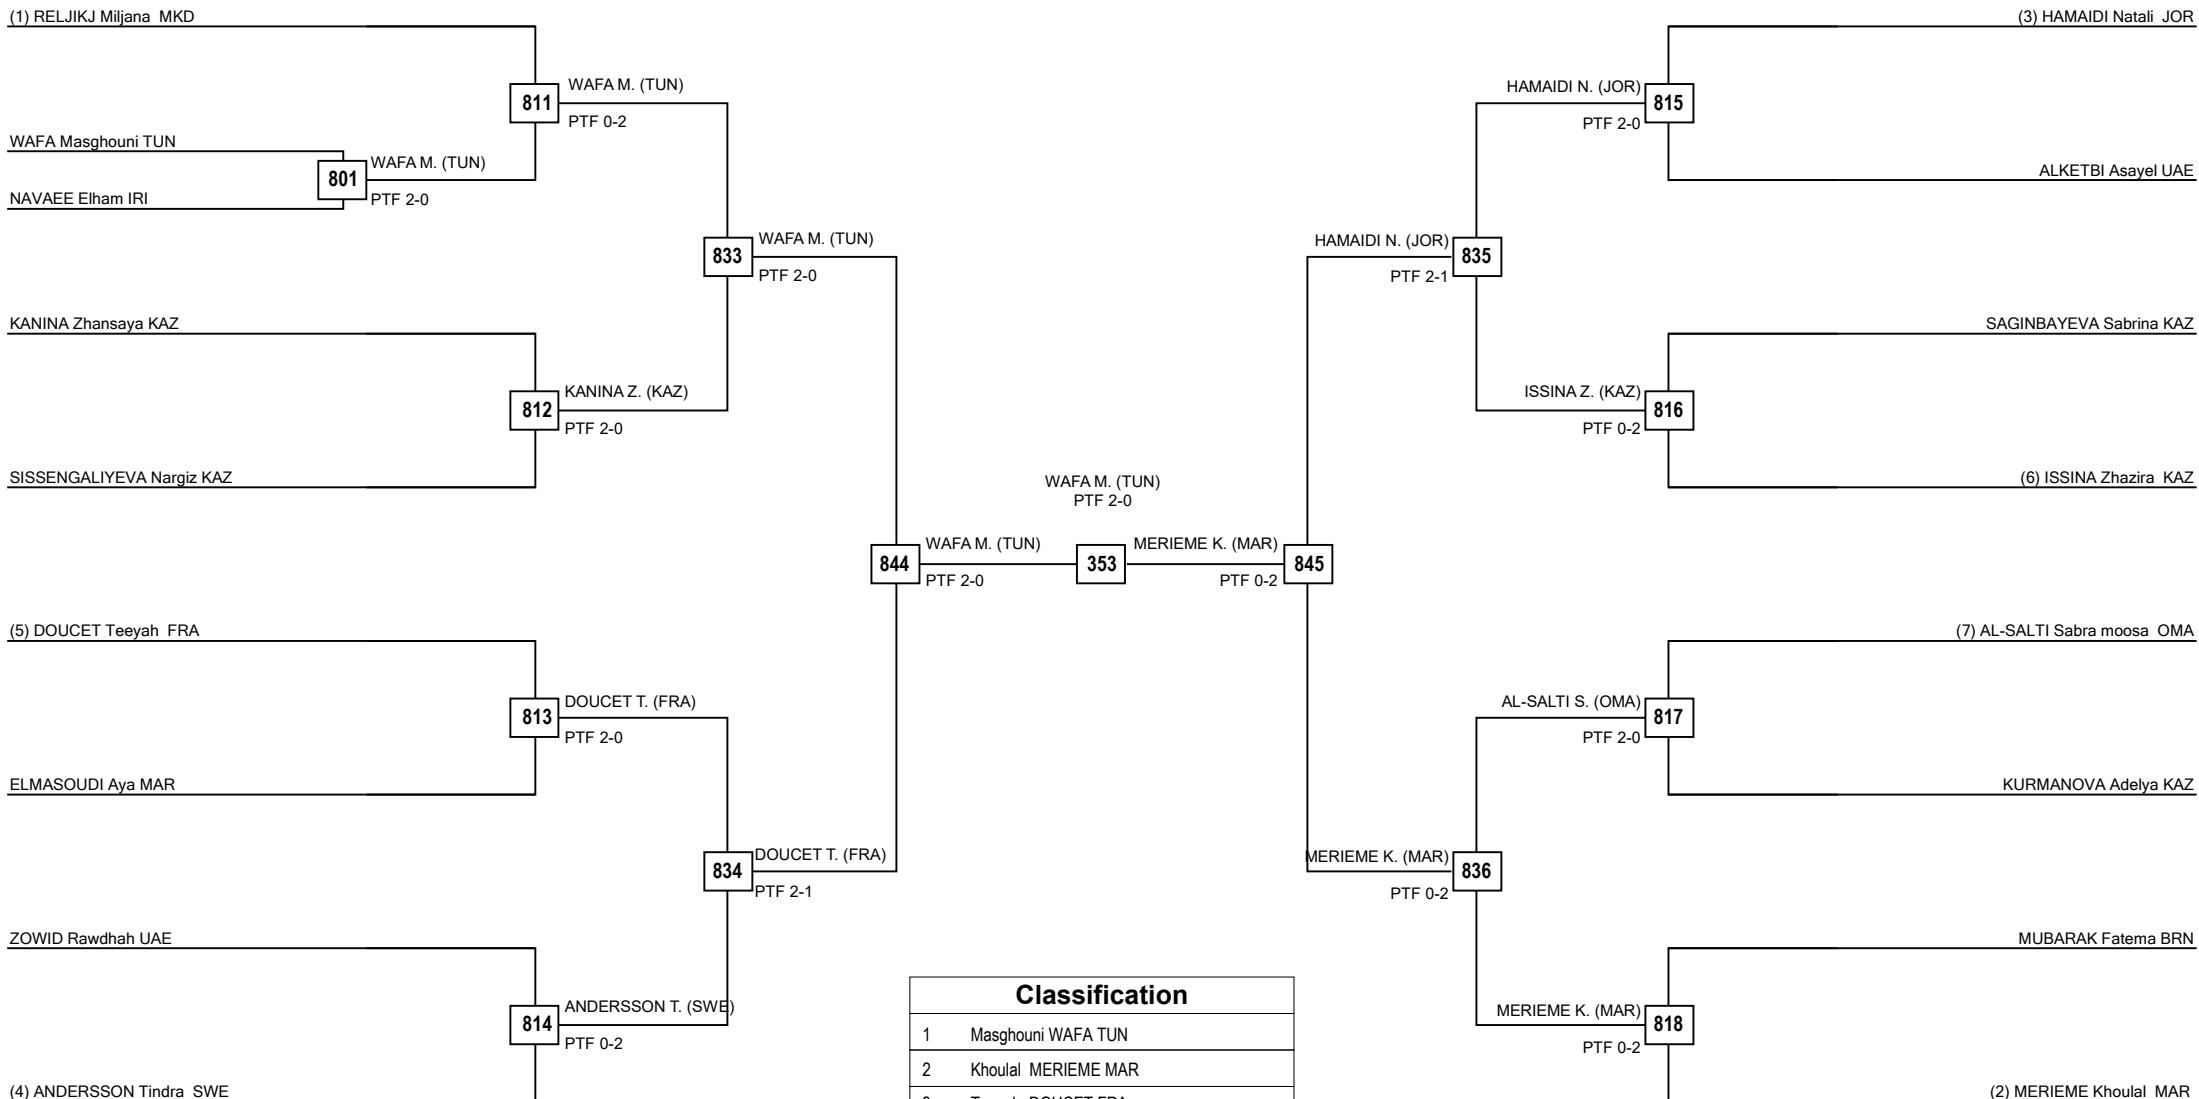 (1) RELJIKJ Miljana  MKD
(3) HAMAIDI Natali  JOR
811
WAFA M. (TUN)
PTF 0-2
HAMAIDI N. (JOR)
PTF 2-0
815
WAFA Masghouni TUN
801
WAFA M. (TUN)
PTF 2-0
NAVAEE Elham IRI
ALKETBI Asayel UAE
833
WAFA M. (TUN)
PTF 2-0
HAMAIDI N. (JOR)
PTF 2-1
835
KANINA Zhansaya KAZ
SAGINBAYEVA Sabrina KAZ
812
KANINA Z. (KAZ)
PTF 2-0
ISSINA Z. (KAZ)
PTF 0-2
816
SISSENGALIYEVA Nargiz KAZ
(6) ISSINA Zhazira  KAZ
WAFA M. (TUN)
PTF 2-0
844
WAFA M. (TUN)
PTF 2-0
353
MERIEME K. (MAR)
PTF 0-2
845
(5) DOUCET Teeyah  FRA
(7) AL-SALTI Sabra moosa  OMA
813
DOUCET T. (FRA)
PTF 2-0
AL-SALTI S. (OMA)
PTF 2-0
817
ELMASOUDI Aya MAR
KURMANOVA Adelya KAZ
834
DOUCET T. (FRA)
PTF 2-1
MERIEME K. (MAR)
PTF 0-2
836
ZOWID Rawdhah UAE
MUBARAK Fatema BRN
814
ANDERSSON T. (SWE)
PTF 0-2
MERIEME K. (MAR)
PTF 0-2
818
(4) ANDERSSON Tindra  SWE
(2) MERIEME Khoulal  MAR
Classification
1 Masghouni WAFA TUN
2 Khoulal  MERIEME MAR